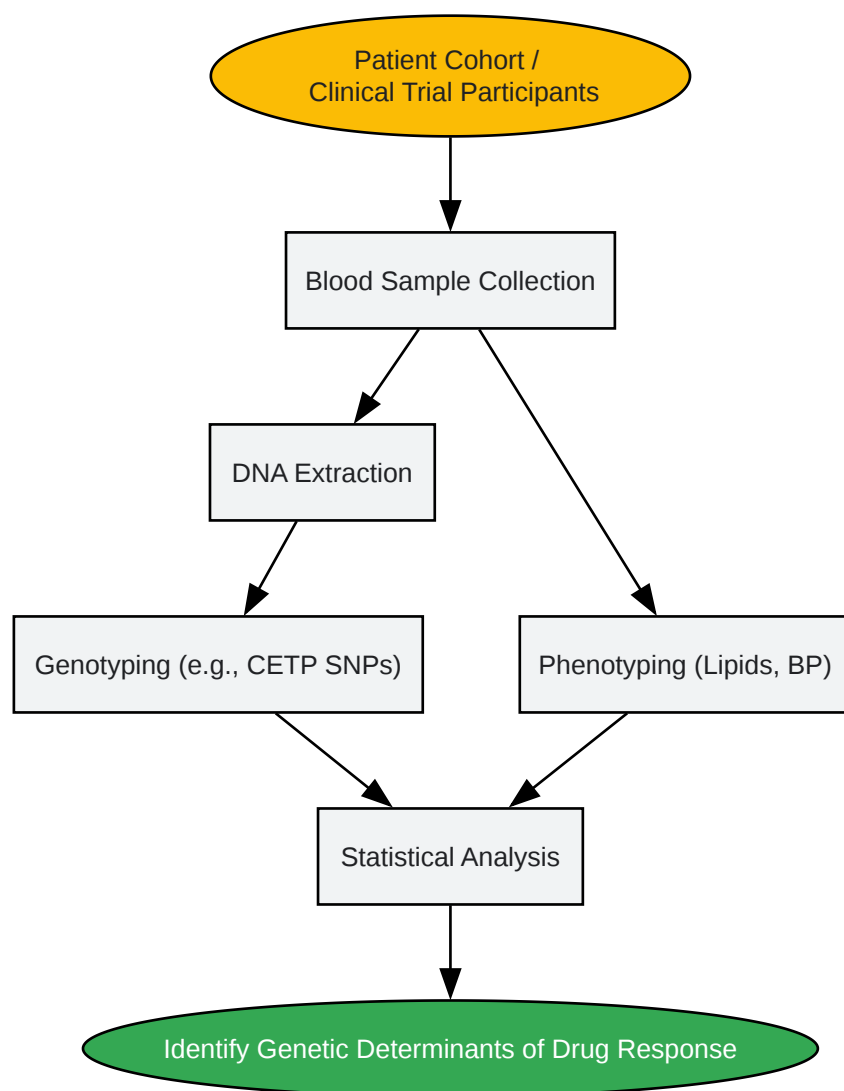 Patient Cohort /
Clinical Trial Participants
Blood Sample Collection
DNA Extraction
Genotyping (e.g., CETP SNPs)
Phenotyping (Lipids, BP)
Statistical Analysis
Identify Genetic Determinants of Drug Response